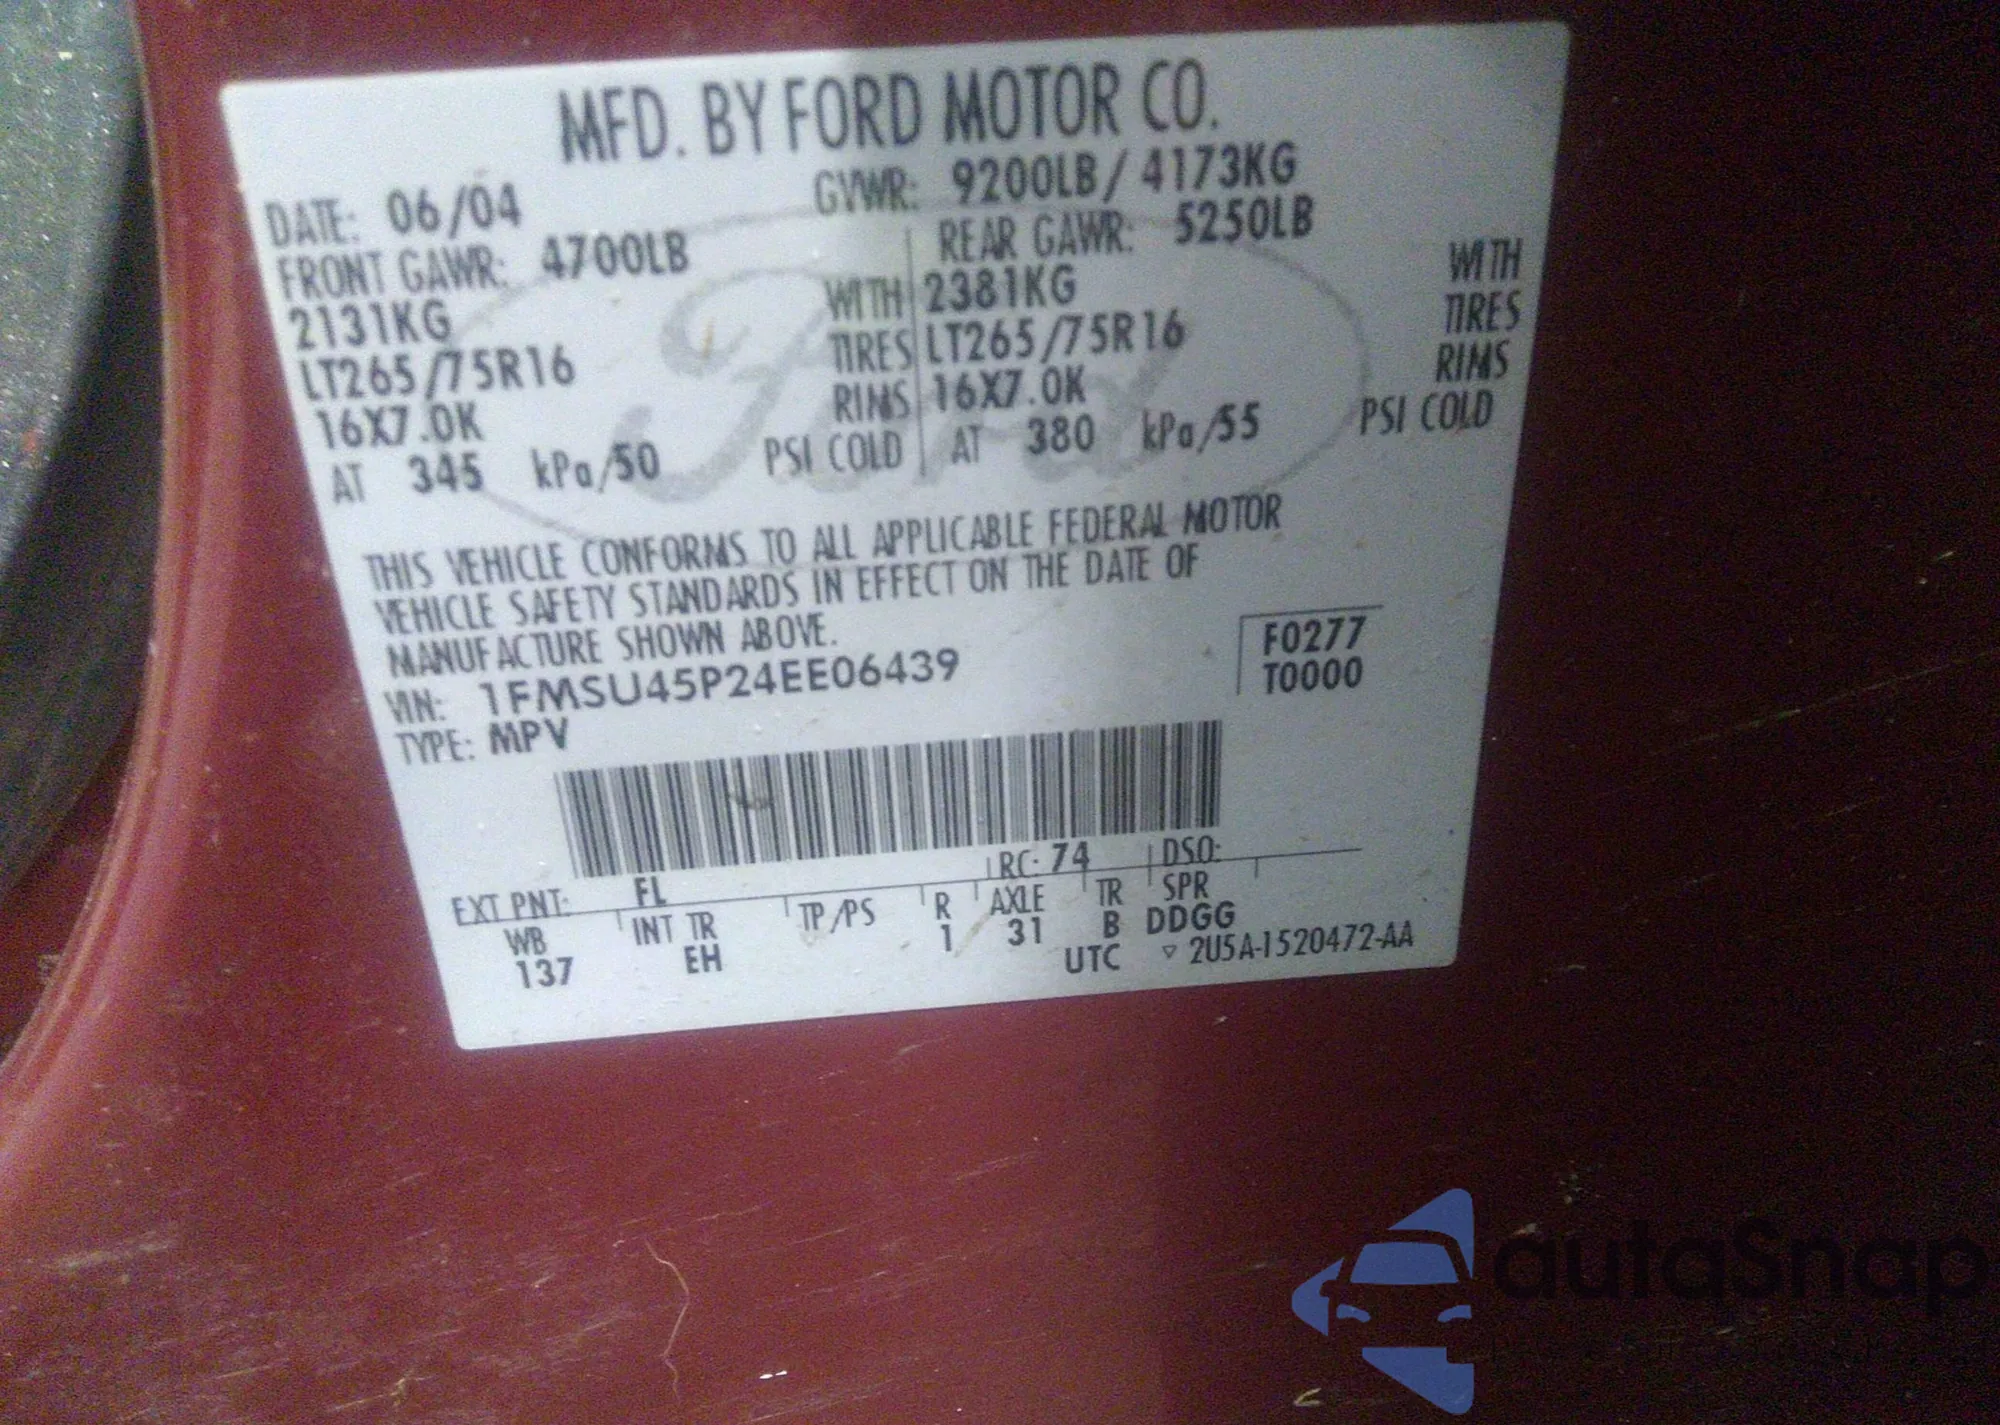 MFD. BY FORD MOTOR CO.
DATE: 06/04 GVWR: 9200LB/4173KG
FRONT GAWR: 4700LB REAR GAWR: 5250LB
2131KG WITH 2381KG WITH
LT265/75R16 TIRES LT265/75R16 TIRES
16X7.0K RIMS 16X7.0K RIMS
AT 345 kPa/50 PSI COLD AT 380 kPa/55 PSI COLD
Ford
THIS VEHICLE CONFORMS TO ALL APPLICABLE FEDERAL MOTOR
VEHICLE SAFETY STANDARDS IN EFFECT ON THE DATE OF
MANUFACTURE SHOWN ABOVE.
F0277
T0000
VIN: 1FMSU45P24EE06439
TYPE: MPV
EXT PNT: FL RC: 74 DSO:
WB INT TR TP/PS R AXLE TR SPR
137 EH 1 31 B DDGG
UTC ▽ 2U5A-1520472-AA
autaSnap